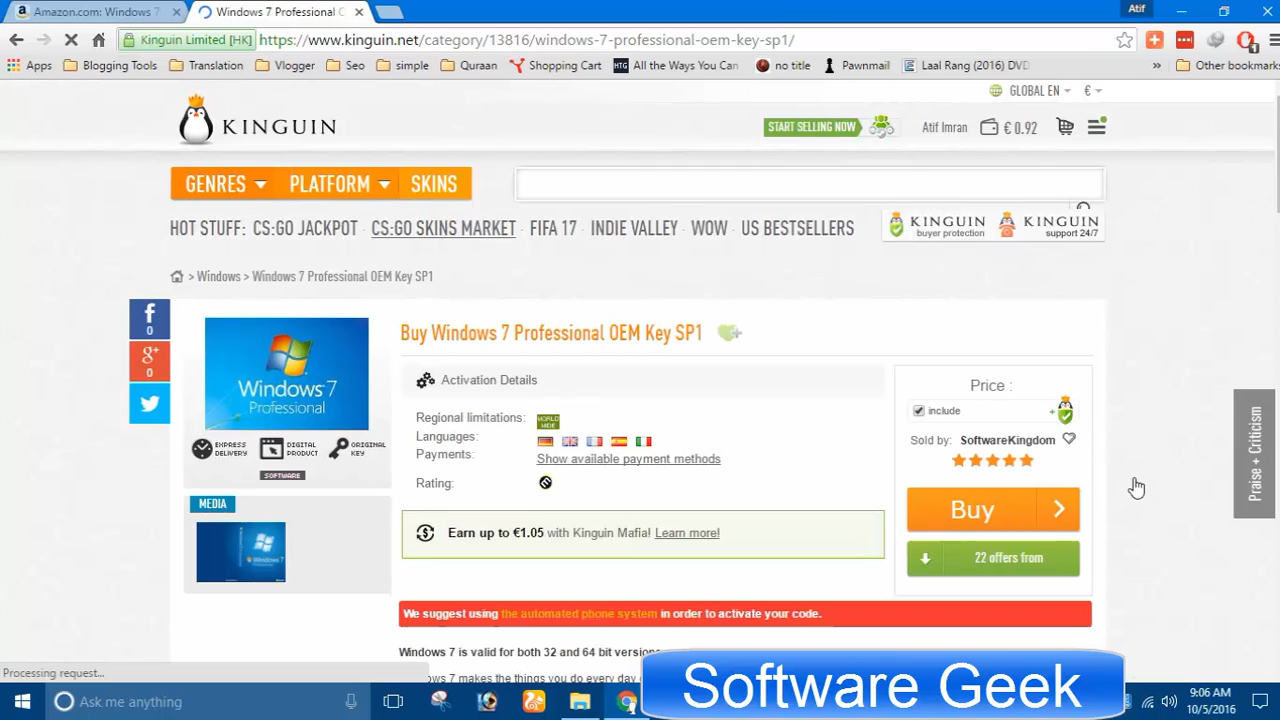 Amazon.com: Windows 7
Windows 7 Professional
Atif
Kinguin Limited [HK]
https://www.kinguin.net/category/13816/windows-7-professional-oem-key-sp1/
Apps Blogging Tools Translation Vlogger Seo simple Quraan Shopping Cart All the Ways You Can no title Pawnmail Laal Rang (2016) DVD » Other bookmarks
GLOBAL EN €
KINGUIN
START SELLING NOW
Atif Imran € 0.92
GENRES PLATFORM SKINS
HOT STUFF: CS:GO JACKPOT CS:GO SKINS MARKET FIFA 17 INDIE VALLEY WOW US BESTSELLERS
KINGUIN buyer protection
KINGUIN support 24/7
> Windows > Windows 7 Professional OEM Key SP1
0
0
Windows 7
Professional
EXPRESS DELIVERY
DIGITAL PRODUCT
ORIGINAL KEY
SOFTWARE
MEDIA
Buy Windows 7 Professional OEM Key SP1
Activation Details
Regional limitations: WORLD WIDE
Languages:
Payments: Show available payment methods
Rating:
Earn up to €1.05 with Kinguin Mafia! Learn more!
Price :
include +
Sold by: SoftwareKingdom
Buy
22 offers from
Praise + Criticism
We suggest using the automated phone system in order to activate your code.
Windows 7 is valid for both 32 and 64 bit
makes the things you do every day
Processing request...
Software Geek
Ask me anything
9:06 AM
10/5/2016